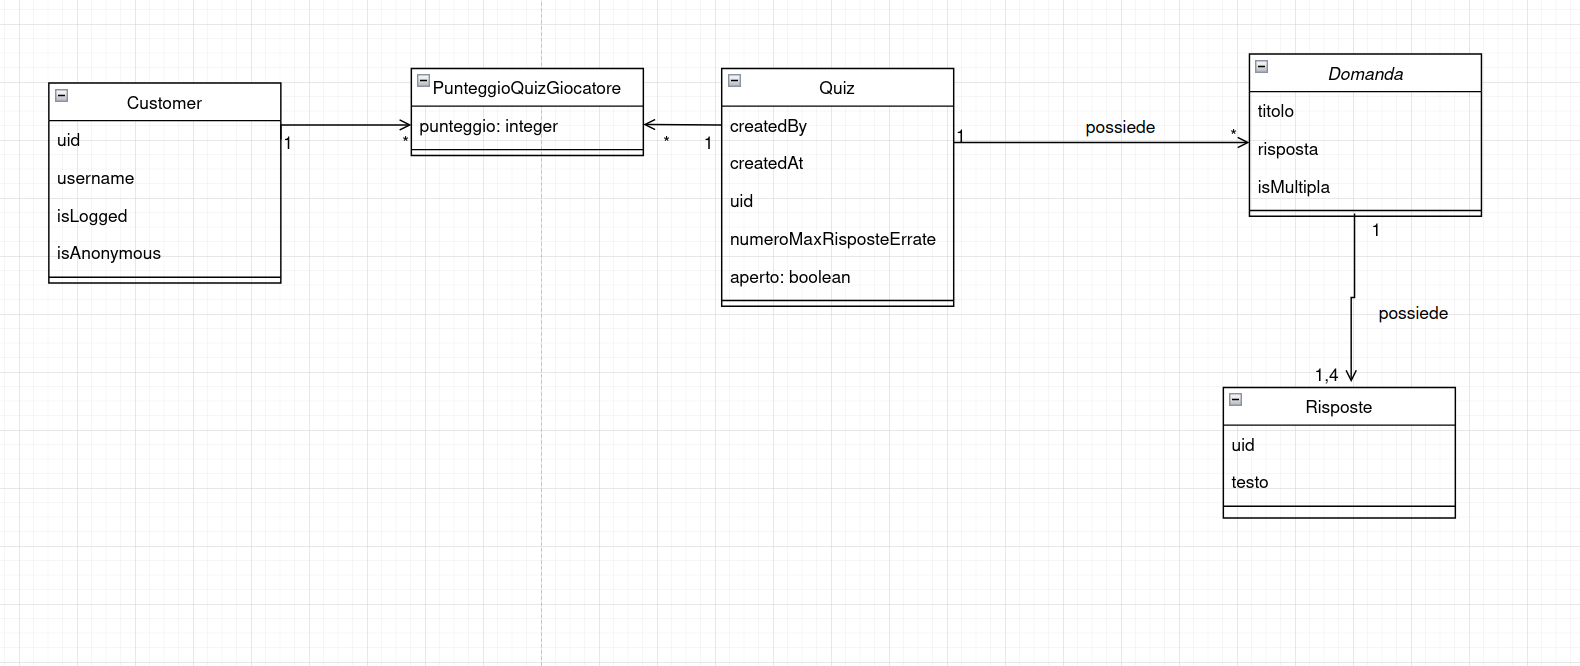 Customer
uid
username
isLogged
isAnonymous
1
*
PunteggioQuizGiocatore
punteggio: integer
*
1
Quiz
createdBy
createdAt
uid
numeroMaxRisposteErrate
aperto: boolean
1
possiede
*
Domanda
titolo
risposta
isMultipla
1
possiede
1,4
Risposte
uid
testo